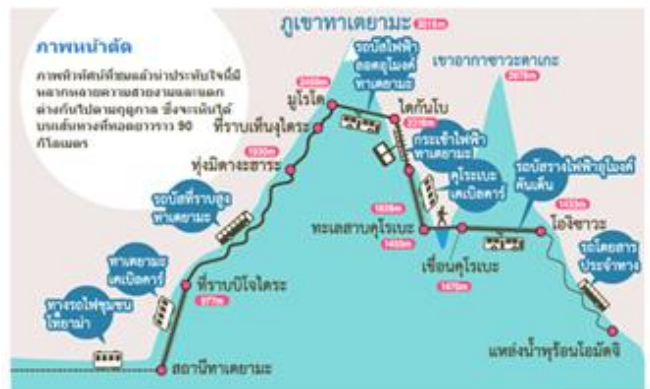 ภาพหน้าตัด
ภาพทิวทัศน์ที่ชมแล้วน่าประทับใจนี้มี
หลากหลายความสวยงามและแตก
ต่างกันไปตามฤดูกาล ซึ่งจะเห็นได้
บนเส้นทางที่ทอดยาวราว 90
กิโลเมตร
ภูเขาทาเตยามะ
3015m
รถบัสไฟฟ้า
ลอดอุโมงค์
ทาเตยามะ
เขาอากาซาวะดาเกะ
2678m
2450m
มุโรโด
ไดกันโบ
2316m
ที่ราบเท็นงุไดระ
กระเช้าไฟฟ้า
ทาเตยามะ
1930m
ทุ่งมิดางะฮาระ
คุโรเบะ
เคเบิลคาร์
รถบัสรางไฟฟ้าอุโมงค์
คันเด็น
รถบัสที่ราบสูง
ทาเตยามะ
1828m
ทะเลสาบคุโรเบะ
1455m
1433m
โองิซาวะ
เขื่อนคุโรเบะ
1470m
รถโดยสาร
ประจำทาง
ทาเตยามะ
เคเบิลคาร์
ที่ราบบิโจไดระ
977m
ทางรถไฟชุมชน
โทยาม่า
แหล่งน้ำพุร้อนโอมัดจิ
สถานีทาเตยามะ